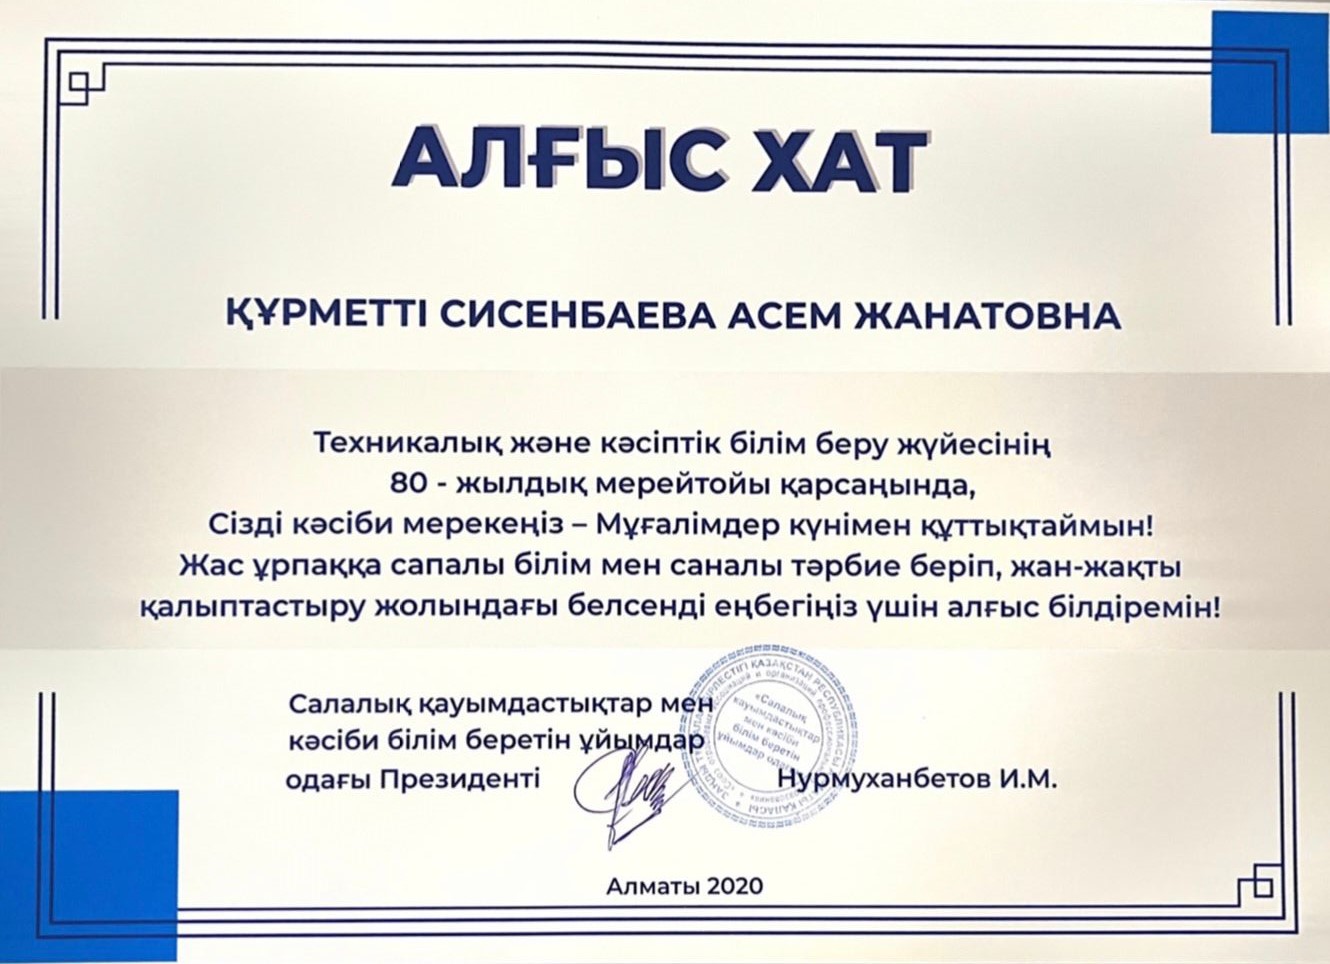 АЛҒЫС ХАТ
ҚҰРМЕТТІ СИСЕНБАЕВА АСЕМ ЖАНАТОВНА
Техникалық және кәсіптік білім беру жүйесінің
80 - жылдық мерейтойы қарсаңында,
Сізді кәсіби мерекеңіз – Мұғалімдер күнімен құттықтаймын!
Жас ұрпаққа сапалы білім мен саналы тәрбие беріп, жан-жақты
қалыптастыру жолындағы белсенді еңбегіңіз үшін алғыс білдіремін!
Салалық қауымдастықтар мен
кәсіби білім беретін ұйымдар
одағы Президенті
Нурмуханбетов И.М.
ҚАЗАҚСТАН РЕСПУБЛИКАСЫ
«Салалық
қауымдастықтар
мен кәсіби
білім беретін
ұйымдар одағы»
Алматы 2020